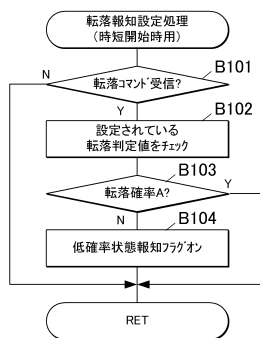 転落報知設定処理
(時短開始時用)
B101
転落コマンド受信?
N
Y
B102
設定されている
転落判定値をチェック
B103
転落確率A?
Y
N
B104
低確率状態報知フラグオン
RET